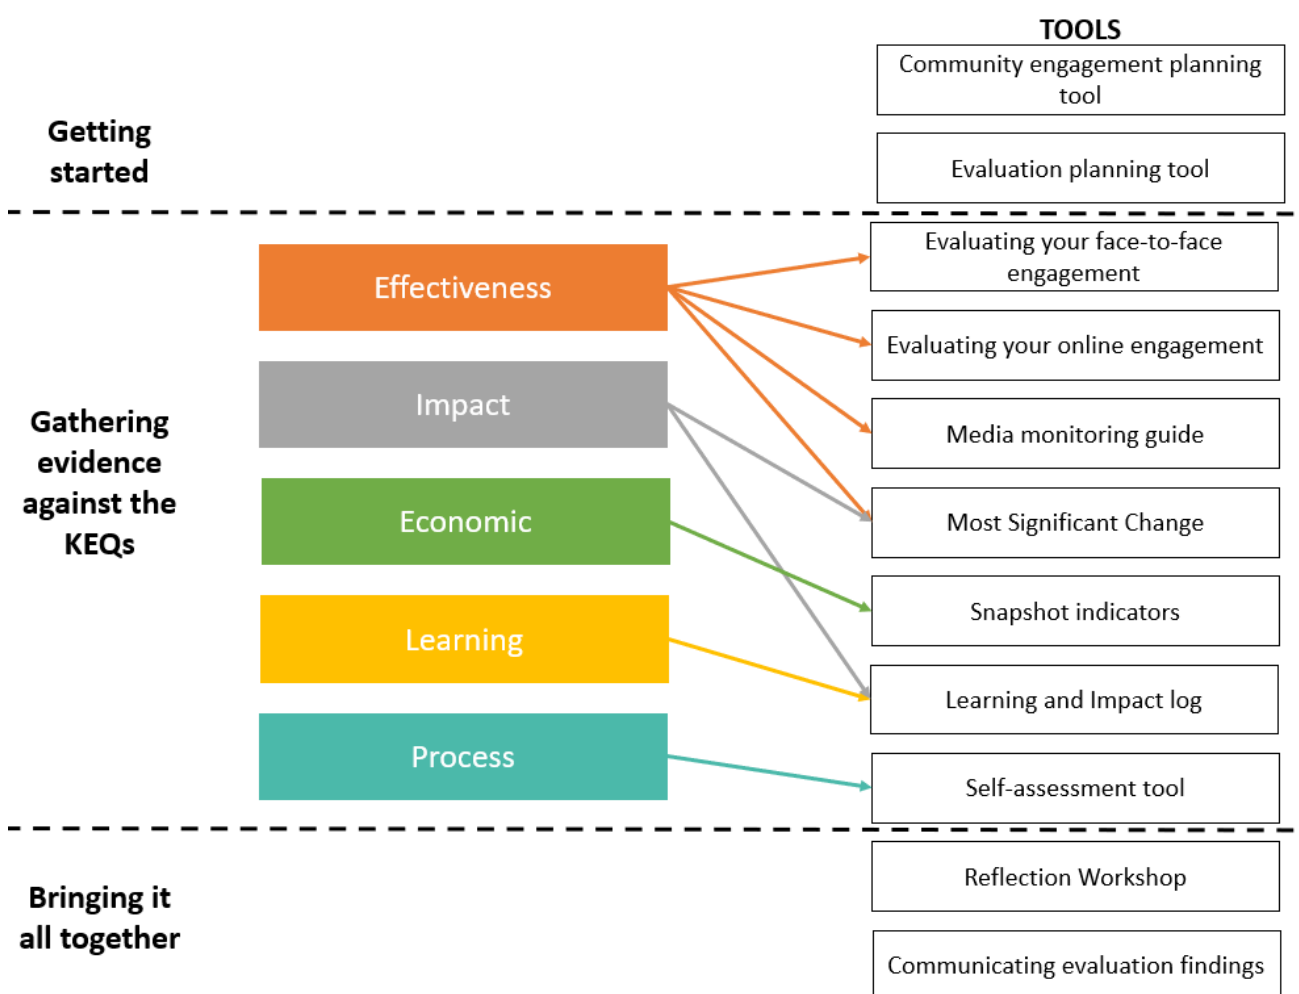 TOOLS
Community engagement planning
tool
Getting
started
Evaluation planning tool
Evaluating your face-to-face
engagement
Effectiveness
Evaluating your online engagement
Impact
Gathering
evidence
against the
KEQs
Media monitoring guide
Economic
Most Significant Change
Snapshot indicators
Learning
Learning and Impact log
Process
Self-assessment tool
Bringing it
all together
Reflection Workshop
Communicating evaluation findings